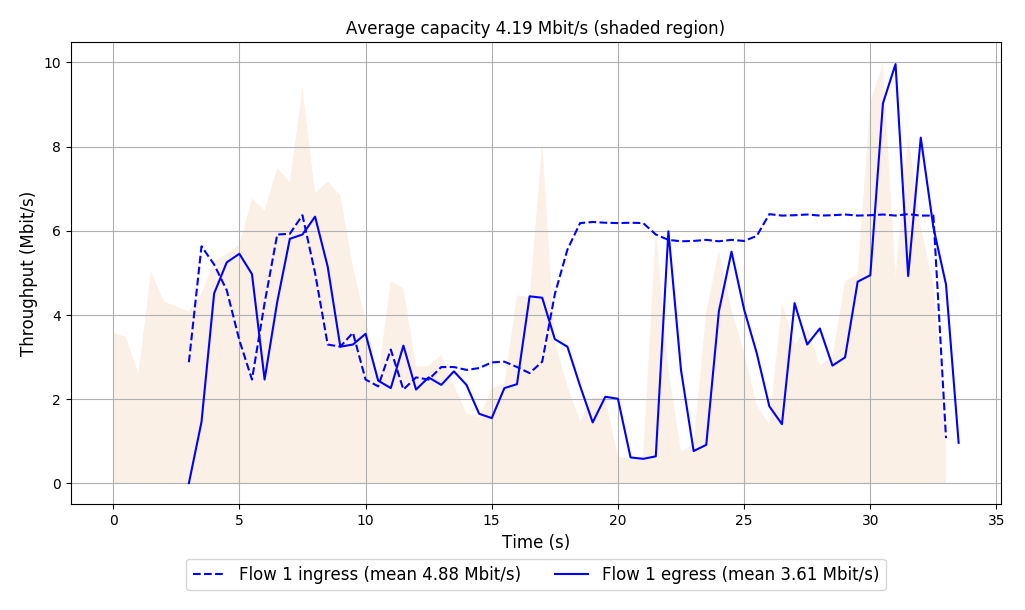 Average capacity 4.19 Mbit/s (shaded region)
Throughput (Mbit/s)
10
8
6
4
2
0
0 5 10 15 20 25 30 35
Time (s)
Flow 1 ingress (mean 4.88 Mbit/s) Flow 1 egress (mean 3.61 Mbit/s)